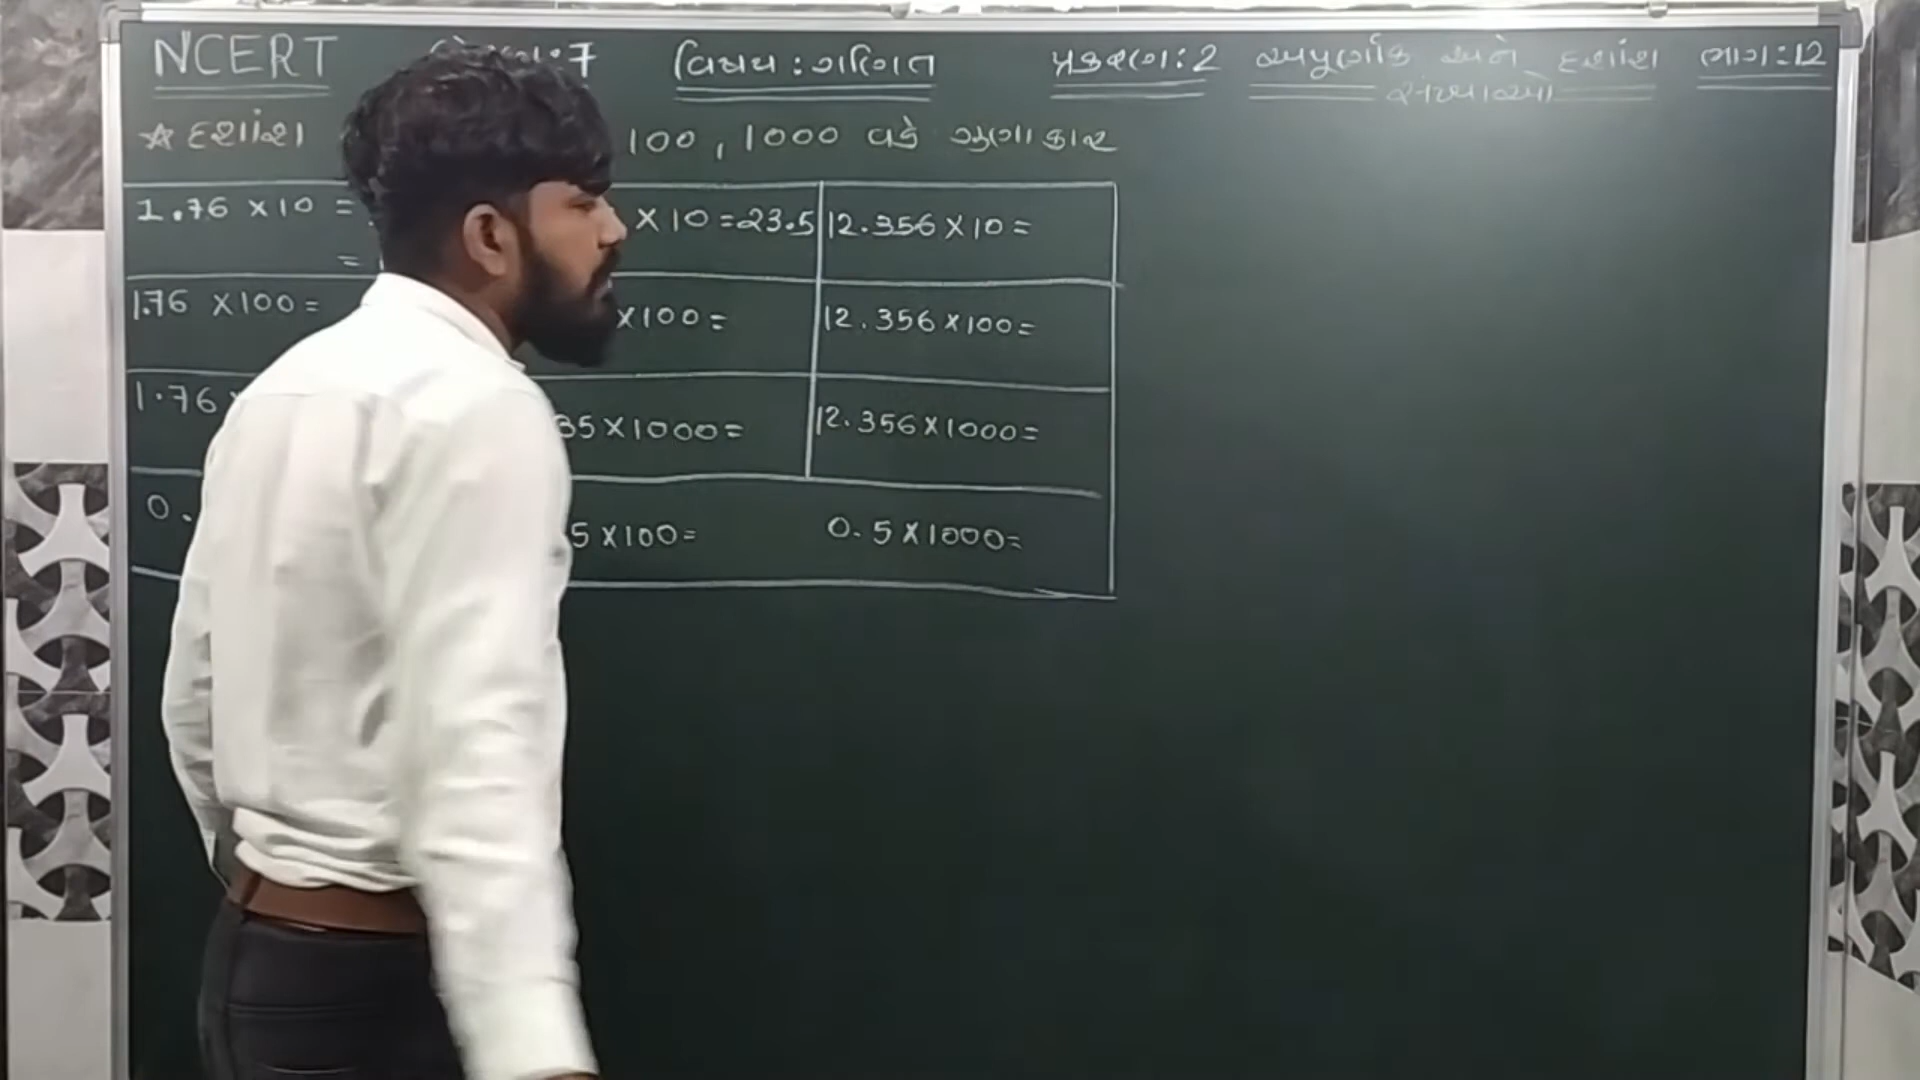 NCERT :7 વિષય : ગણિત પ્રકરણ : 2 અપૂર્ણાંક અને દશાંશ ભાગ : 12
સંખ્યાઓ
☆ દશાંશ 100 , 1000 વડે ગુણાકાર
1.76 ×10 = ×10 =23.5 12.356×10=
=
1.76 ×100= ×100= 12.356×100=
1.76 35×1000= 12.356×1000=
0. 5×100= 0.5×1000=